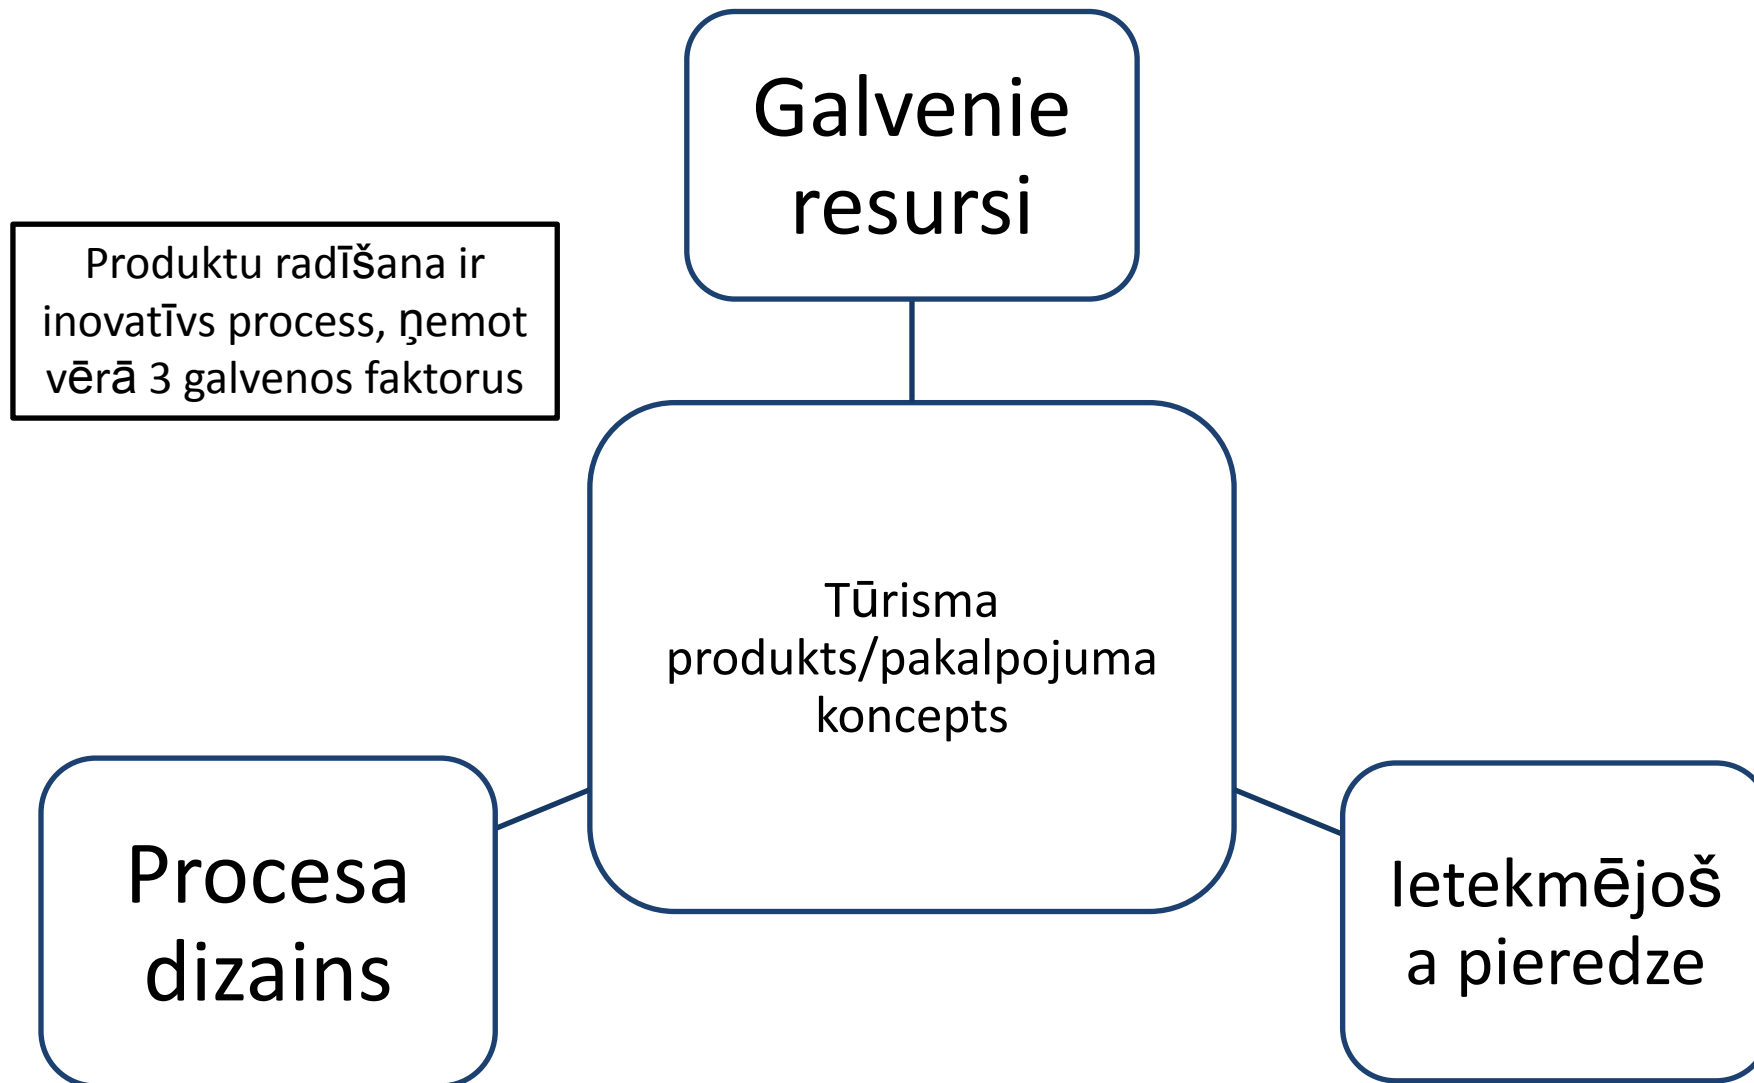 Galvenie
resursi
Produktu radīšana ir
inovatīvs process, ņemot
vērā 3 galvenos faktorus
Tūrisma
produkts/pakalpojuma
koncepts
Procesa
dizains
Ietekmējoš
a pieredze